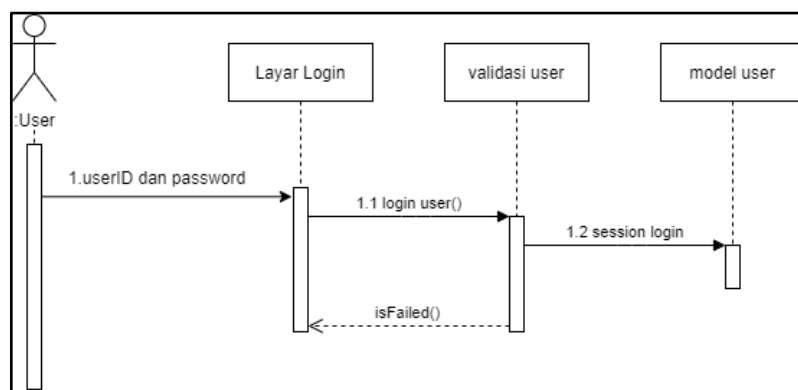 Layar Login
validasi user
model user
:User
1.userID dan password
1.1 login user()
1.2 session login
isFailed()